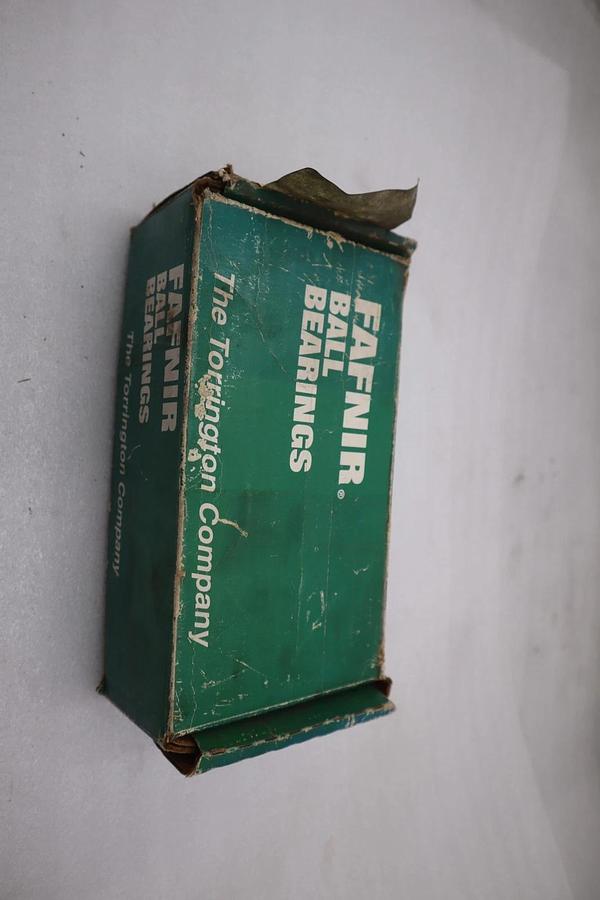 FAFNIR®
BALL
BEARINGS
The Torrington Company
FAFNIR
BALL
BEARINGS
The Torrington Company